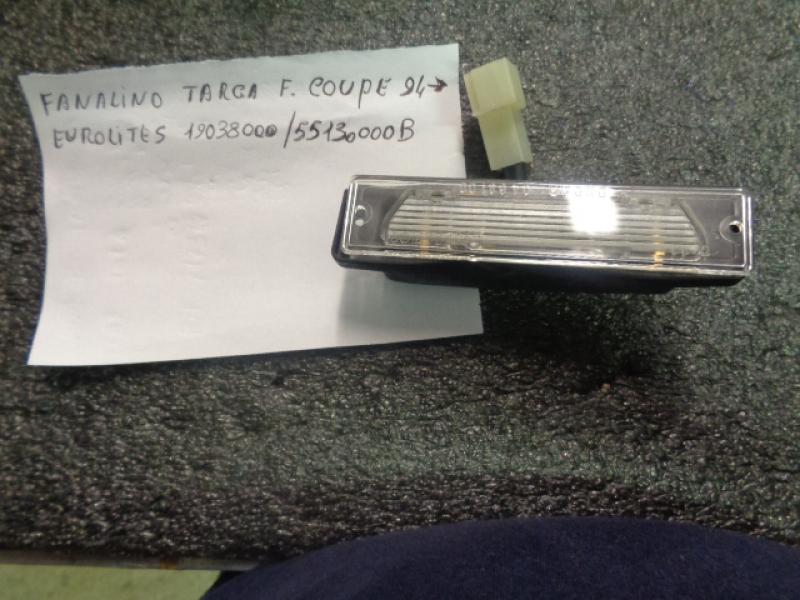 FANALINO TARGA F. COUPE 94→
EUROLITES 19038000/55130000B